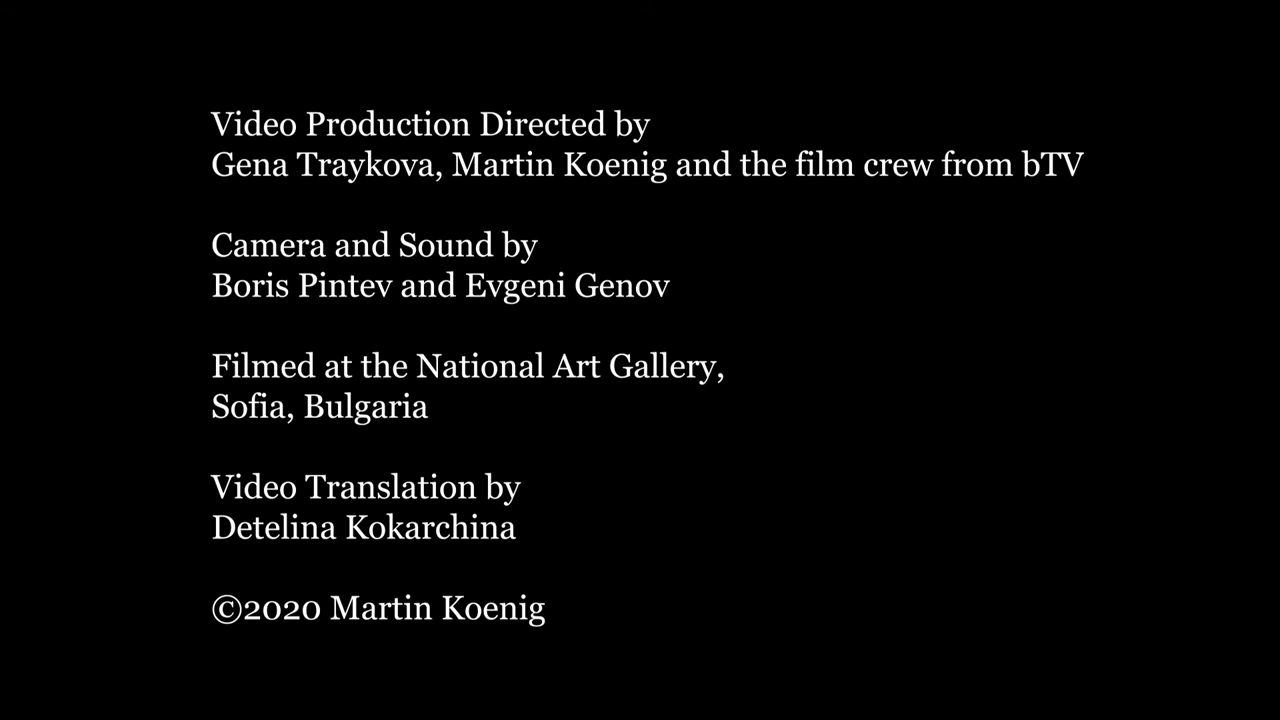 Video Production Directed by
Gena Traykova, Martin Koenig and the film crew from bTV
Camera and Sound by
Boris Pintev and Evgeni Genov
Filmed at the National Art Gallery,
Sofia, Bulgaria
Video Translation by
Detelina Kokarchina
©2020 Martin Koenig